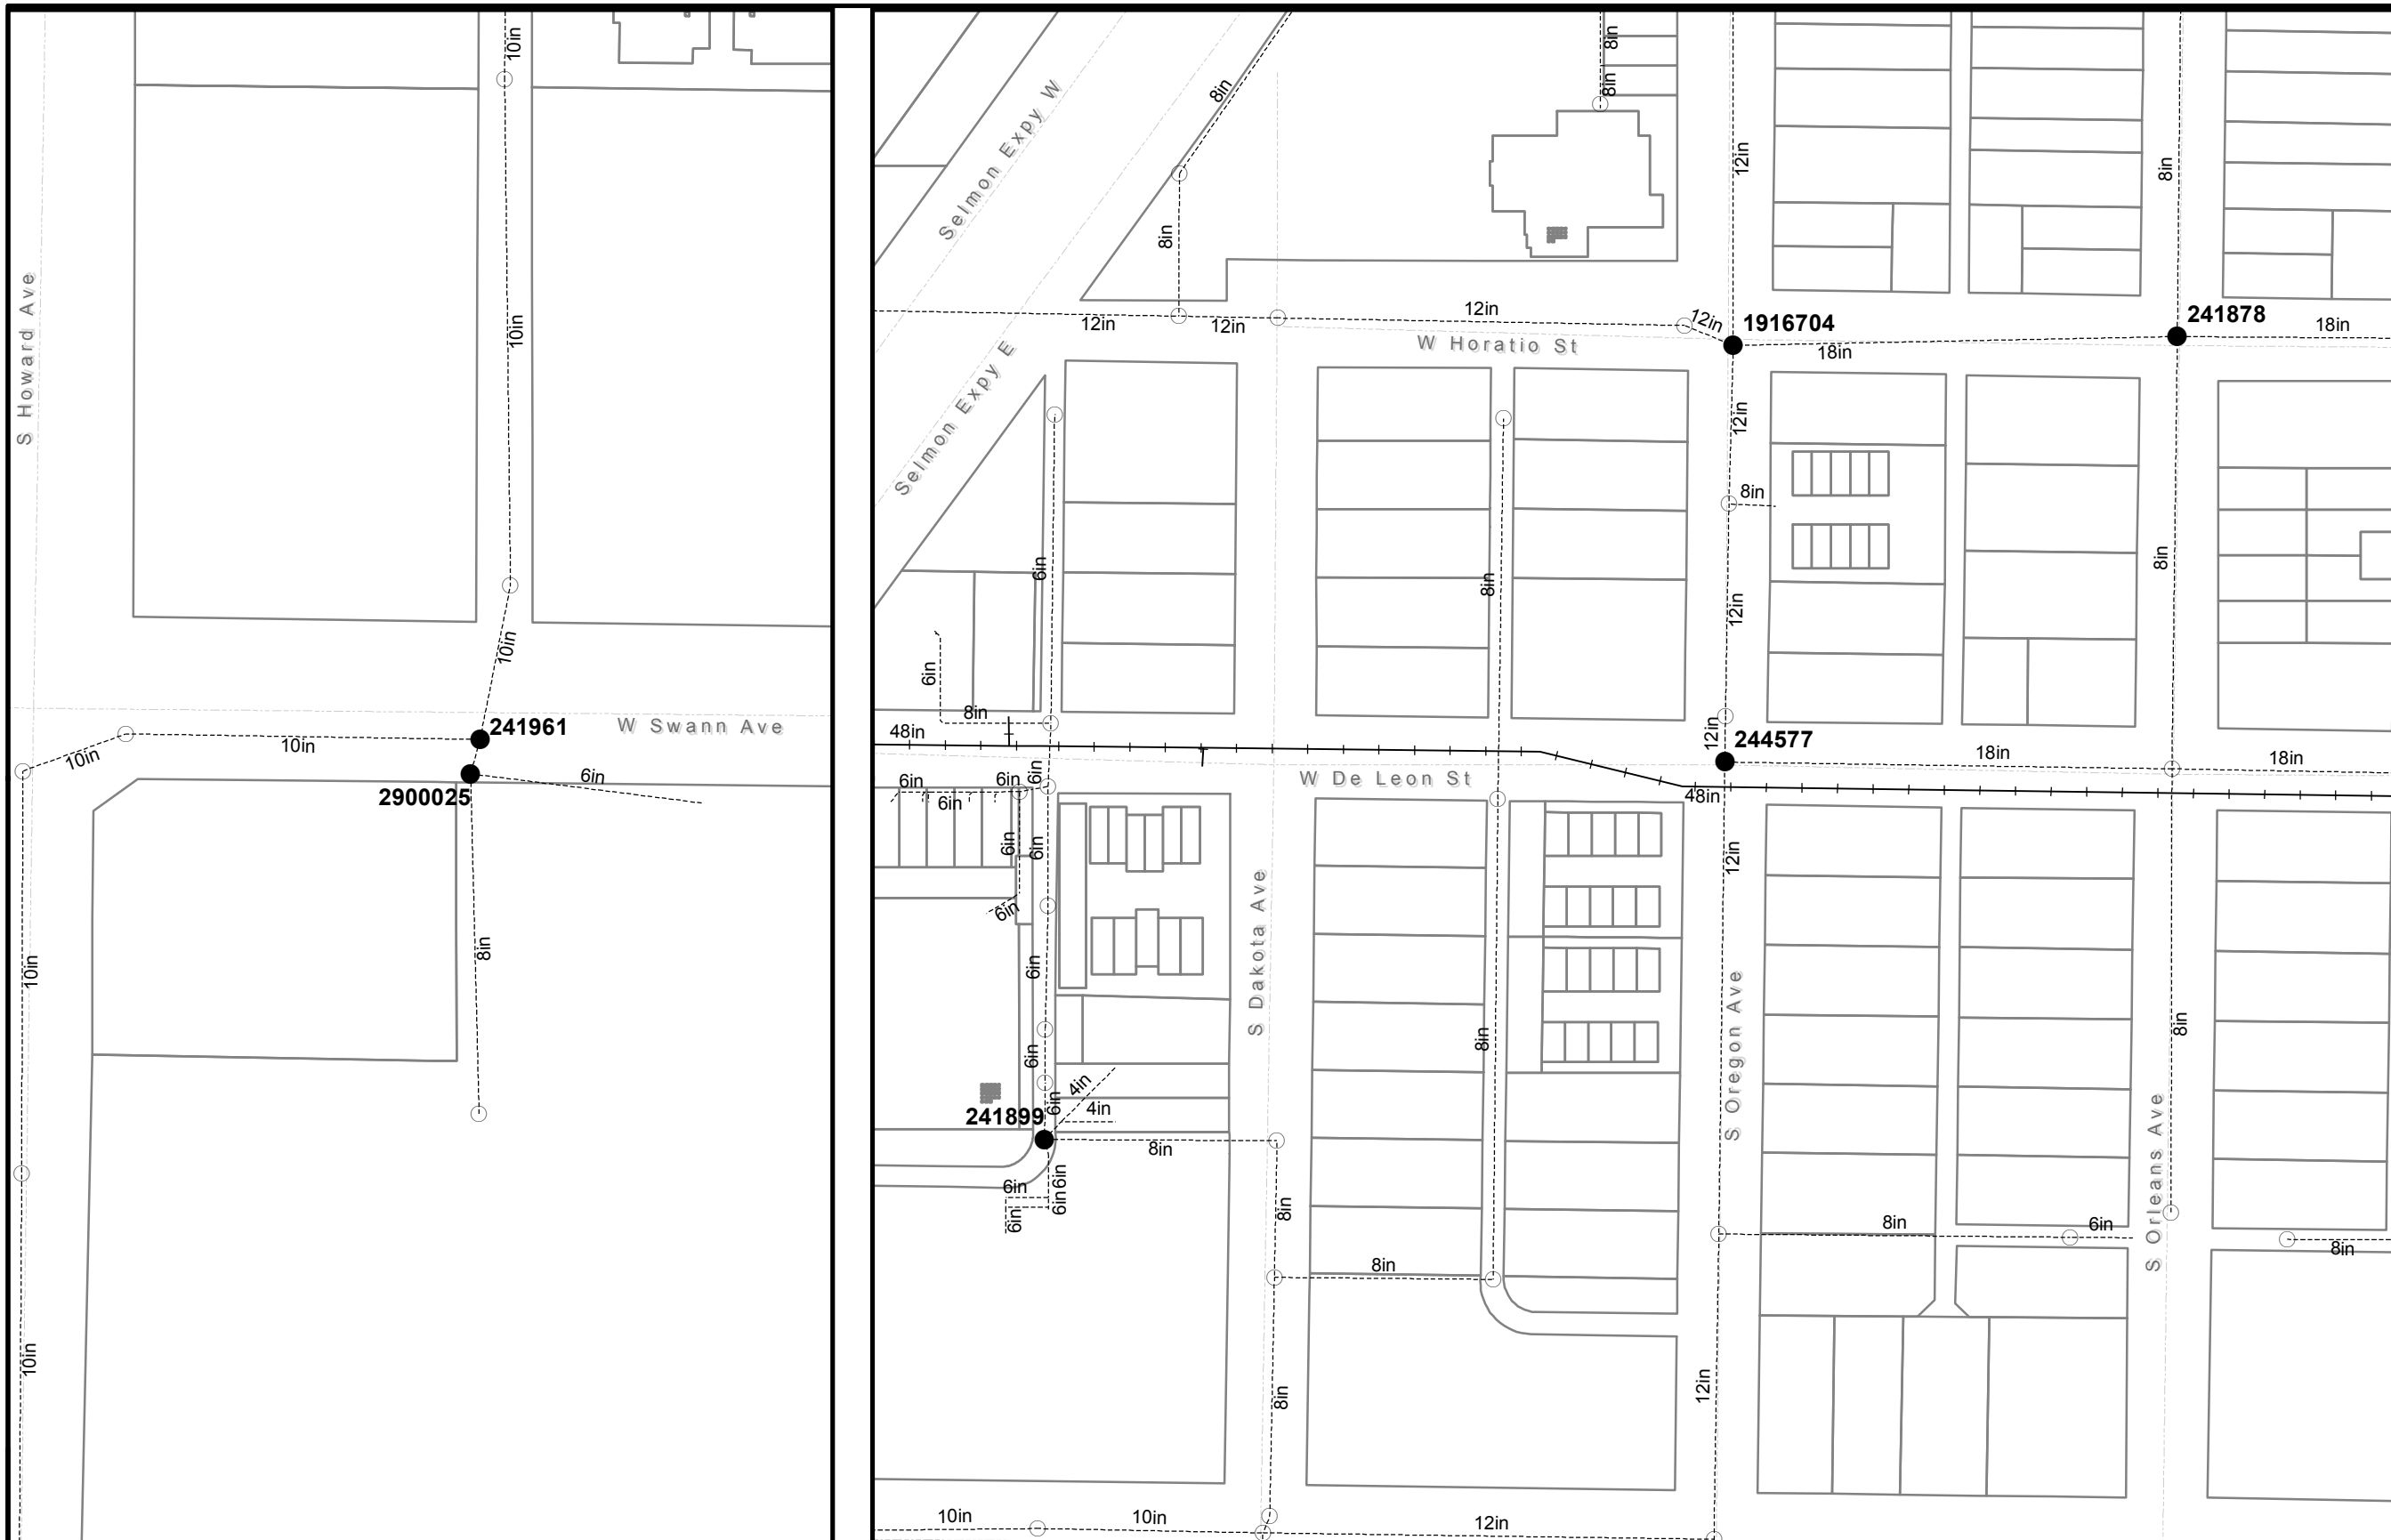 10in
10in
10in
S Howard Ave
241961
W Swann Ave
10in
10in
2900025
6in
8in
10in
10in
8in
8in
8in
Selmon Expy W
8in
12in
8in
12in
12in
12in
12in
1916704
241878
18in
W Horatio St
18in
Selmon Expy E
12in
8in
6in
8in
12in
8in
6in
8in
48in
12in
244577
18in
18in
W De Leon St
6in
6in
6in
6in
48in
6in
6in
12in
6in
S Dakota Ave
6in
8in
S Oregon Ave
8in
6in
4in
6in
4in
241899
8in
S Orleans Ave
6in
6in
6in
6in
8in
8in
6in
8in
8in
8in
12in
10in
10in
12in